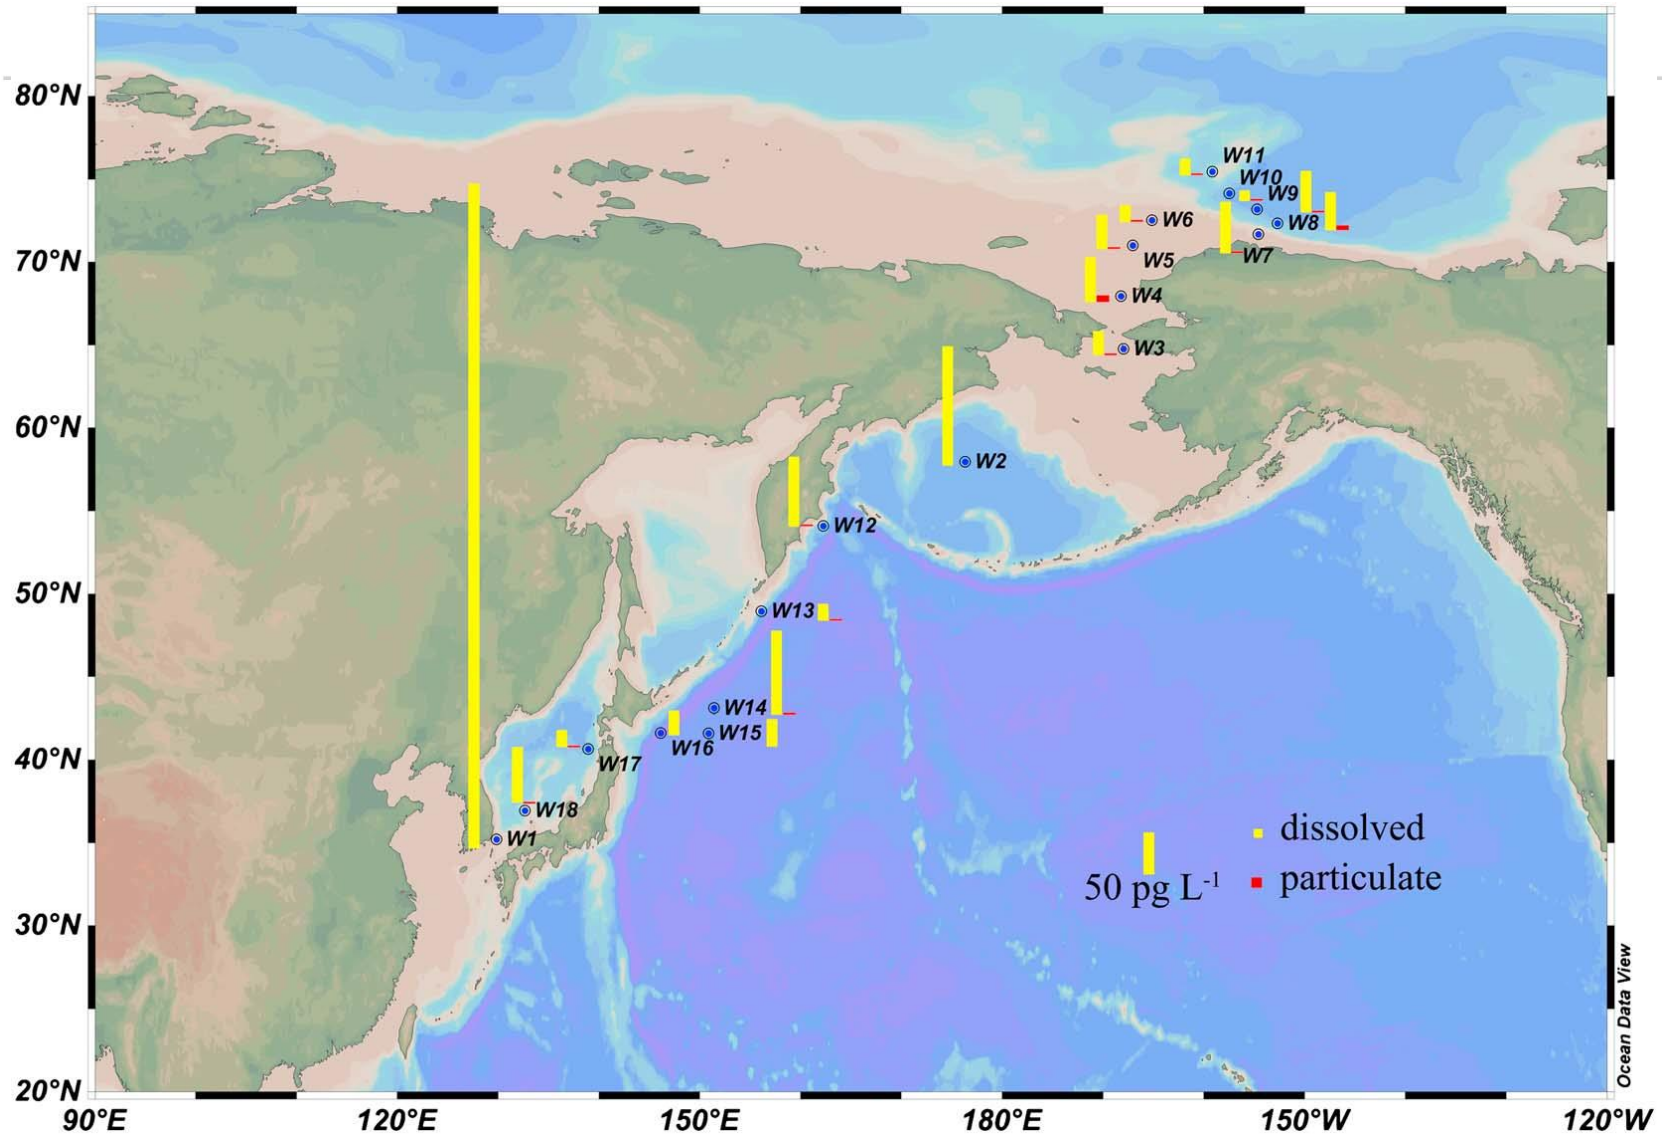 80°N
70°N
60°N
50°N
40°N
30°N
20°N
90°E
120°E
150°E
180°E
150°W
120°W
W11
W10
W9
W8
W7
W6
W5
W4
W3
W2
W12
W13
W14
W15
W16
W17
W18
W1
50 pg L⁻¹
dissolved
particulate
Ocean Data View